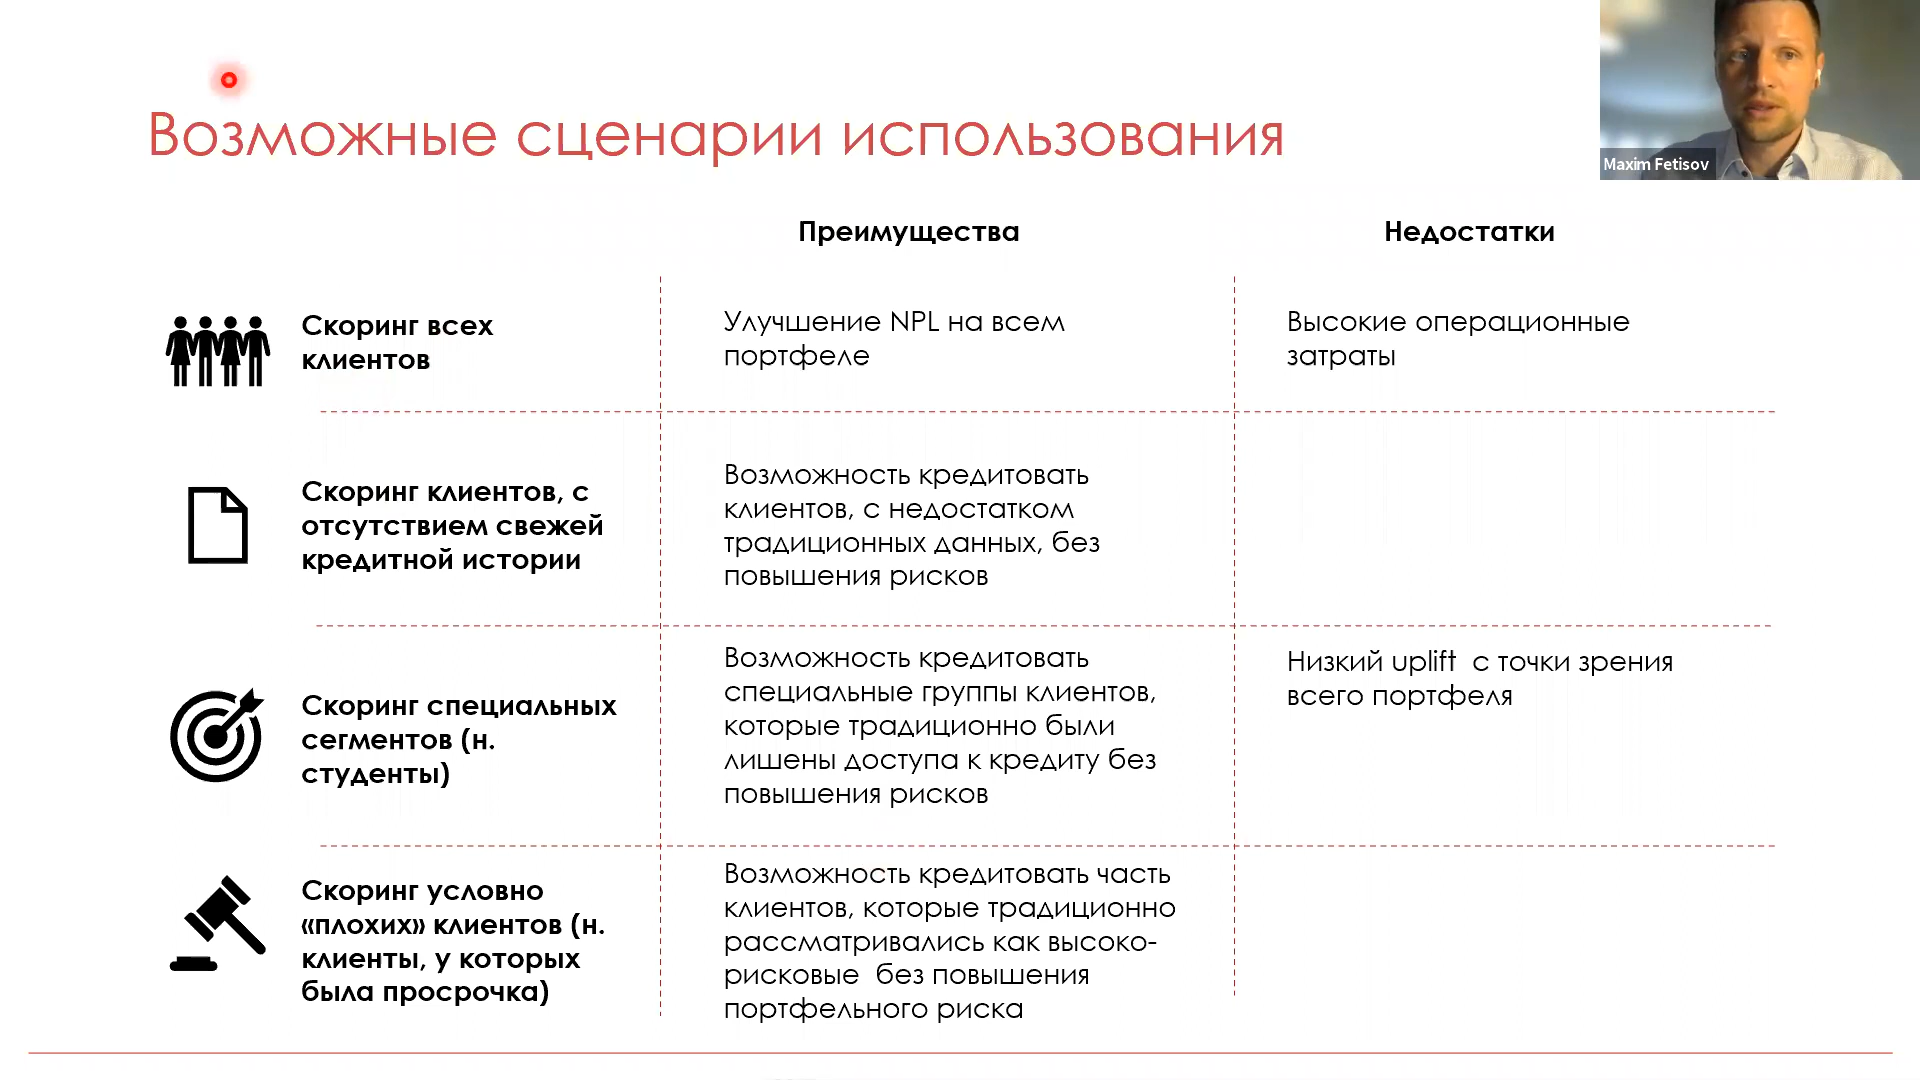 Возможные сценарии использования
Maxim Fetisov
Преимущества
Недостатки
Скоринг всех
клиентов
Улучшение NPL на всем
портфеле
Высокие операционные
затраты
Скоринг клиентов, с
отсутствием свежей
кредитной истории
Возможность кредитовать
клиентов, с недостатком
традиционных данных, без
повышения рисков
Скоринг специальных
сегментов (н.
студенты)
Возможность кредитовать
специальные группы клиентов,
которые традиционно были
лишены доступа к кредиту без
повышения рисков
Низкий uplift  с точки зрения
всего портфеля
Скоринг условно
«плохих» клиентов (н.
клиенты, у которых
была просрочка)
Возможность кредитовать часть
клиентов, которые традиционно
рассматривались как высоко-
рисковые  без повышения
портфельного риска